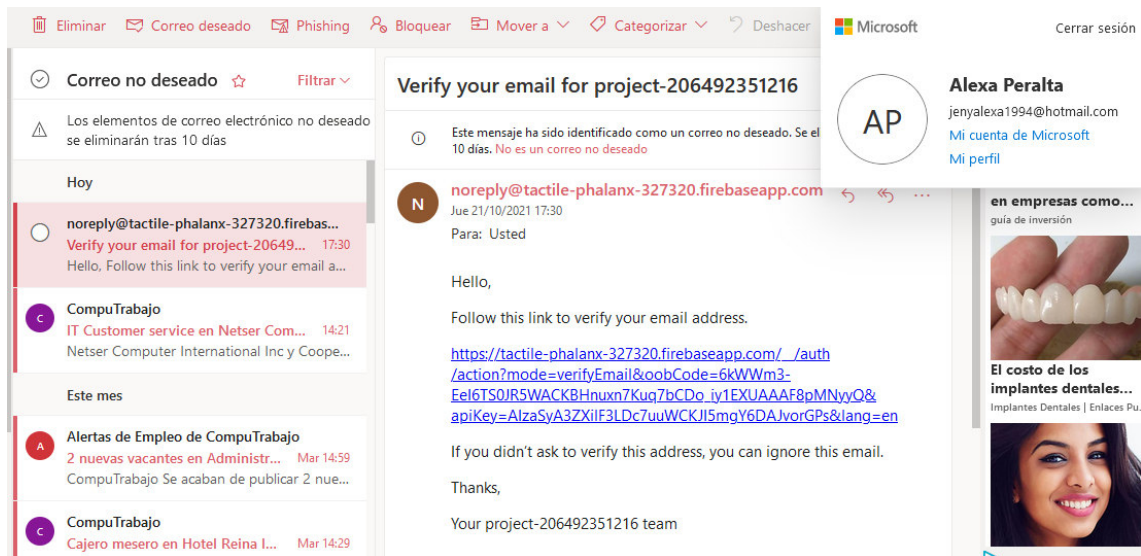 Eliminar Correo deseado Phishing Bloquear Mover a Categorizar Deshacer
Microsoft
Cerrar sesión
Alexa Peralta
AP
jenyalexa1994@hotmail.com
Mi cuenta de Microsoft
Mi perfil
Correo no deseado
Filtrar
Los elementos de correo electrónico no deseado
se eliminarán tras 10 días
Hoy
noreply@tactile-phalanx-327320.firebas...
Verify your email for project-20649... 17:30
Hello, Follow this link to verify your email a...
C
CompuTrabajo
IT Customer service en Netser Com... 14:21
Netser Computer International Inc y Coope...
Este mes
A
Alertas de Empleo de CompuTrabajo
2 nuevas vacantes en Administr... Mar 14:59
CompuTrabajo Se acaban de publicar 2 nue...
C
CompuTrabajo
Cajero mesero en Hotel Reina I... Mar 14:29
Verify your email for project-206492351216
Este mensaje ha sido identificado como un correo no deseado. Se el
10 días. No es un correo no deseado
N
noreply@tactile-phalanx-327320.firebaseapp.com
Jue 21/10/2021 17:30
Para: Usted
Hello,
Follow this link to verify your email address.
https://tactile-phalanx-327320.firebaseapp.com/__/auth
/action?mode=verifyEmail&oobCode=6kWWm3-
EeI6TS0JR5WACKBHnuxn7Kuq7bCDo_iy1EXUAAAF8pMNyyQ&
apiKey=AIzaSyA3ZXiIF3LDc7uuWCKJI5mgY6DAJvorGPs&lang=en
If you didn't ask to verify this address, you can ignore this email.
Thanks,
Your project-206492351216 team
en empresas como...
guía de inversión
El costo de los
implantes dentales...
Implantes Dentales | Enlaces Pu...